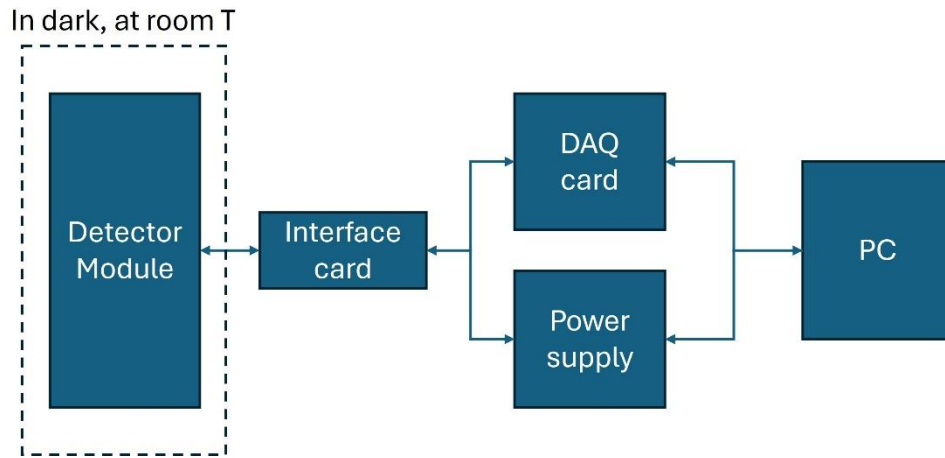 In dark, at room T
Detector
Module
Interface
card
DAQ
card
Power
supply
PC